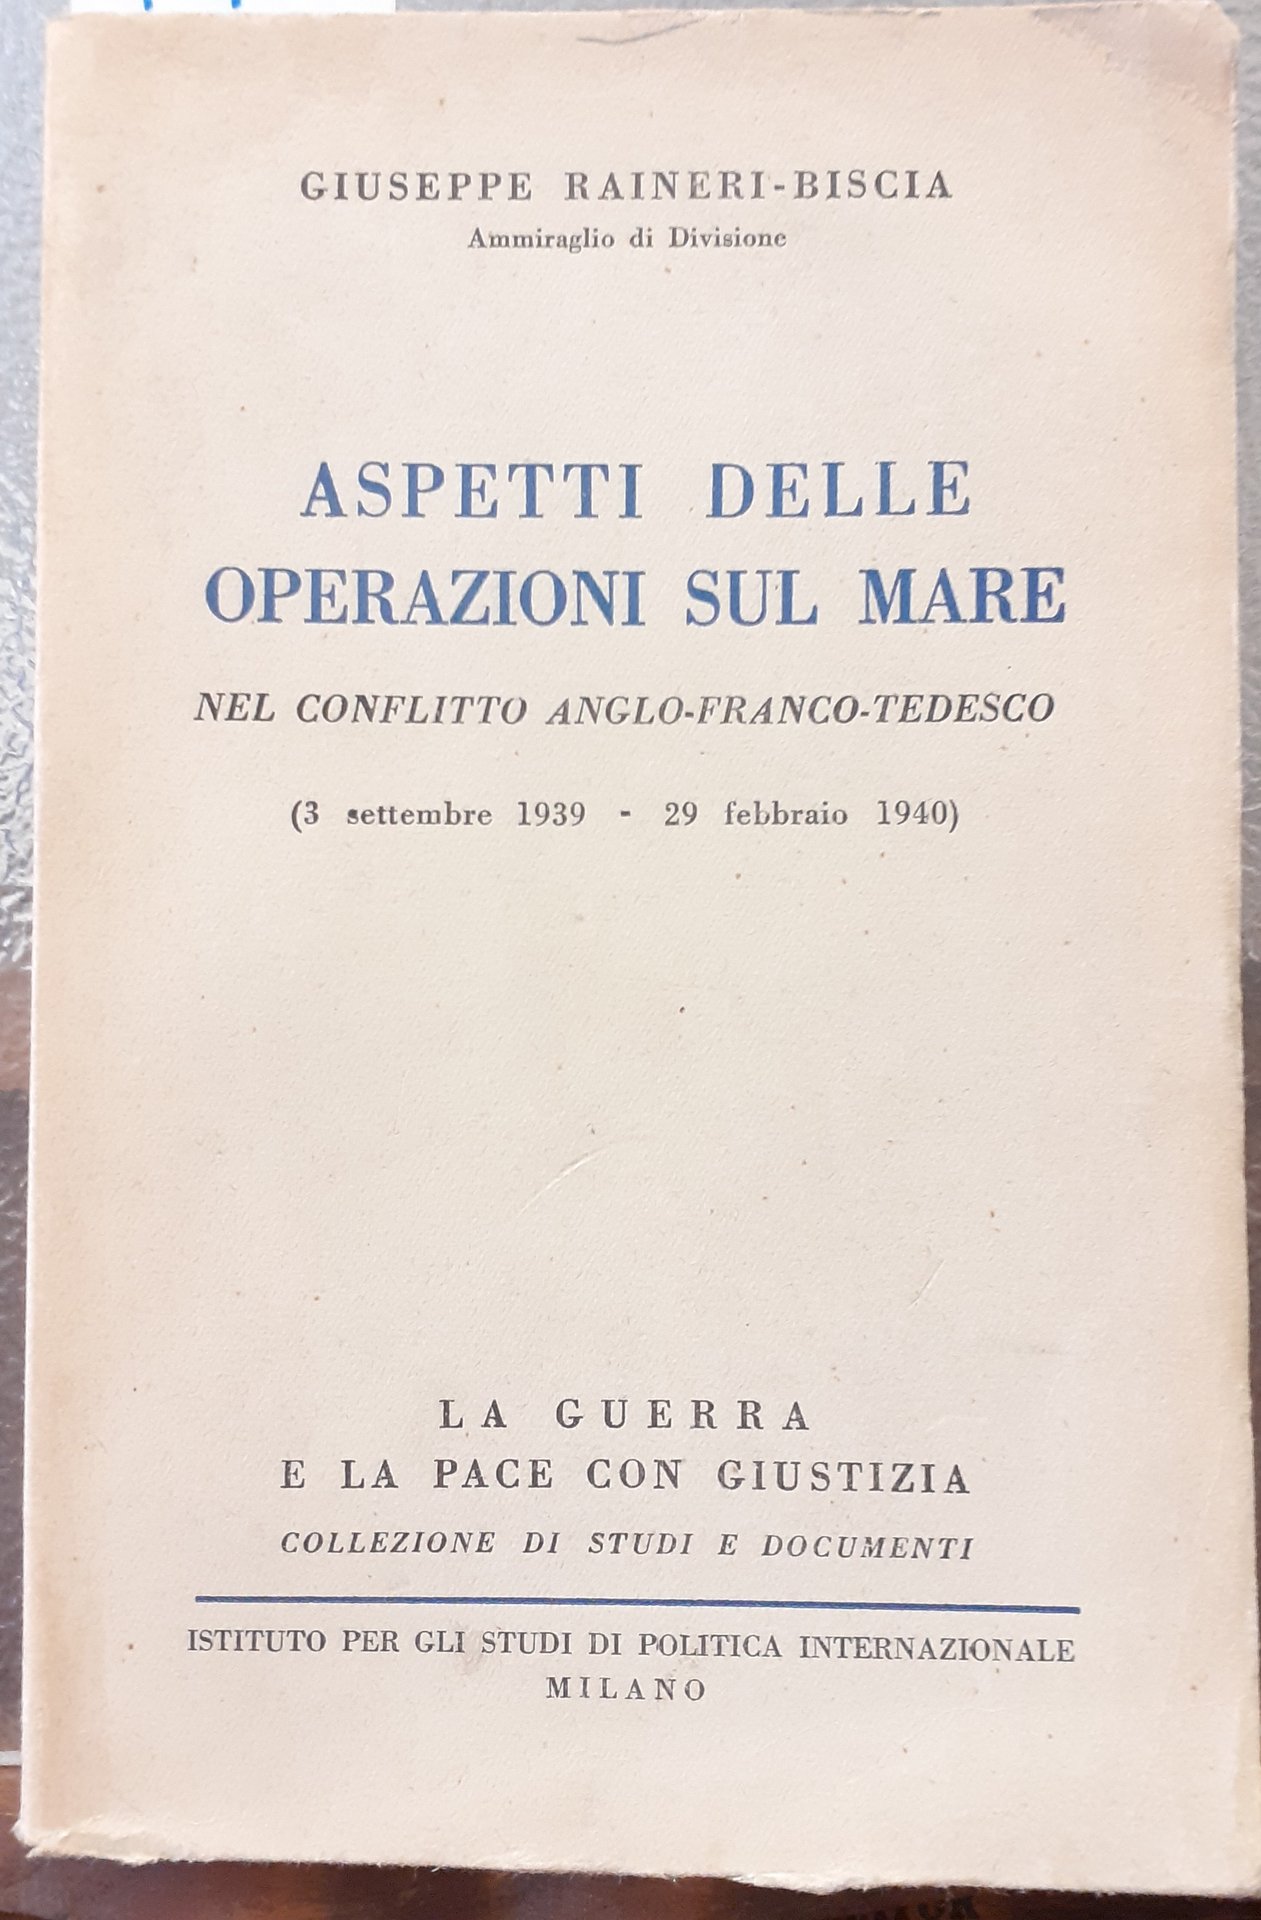 GIUSEPPE RAINERI-BISCIA
Ammiraglio di Divisione
ASPETTI DELLE
OPERAZIONI SUL MARE
NEL CONFLITTO ANGLO-FRANCO-TEDESCO
(3 settembre 1939 - 29 febbraio 1940)
LA GUERRA
E LA PACE CON GIUSTIZIA
COLLEZIONE DI STUDI E DOCUMENTI
ISTITUTO PER GLI STUDI DI POLITICA INTERNAZIONALE
MILANO